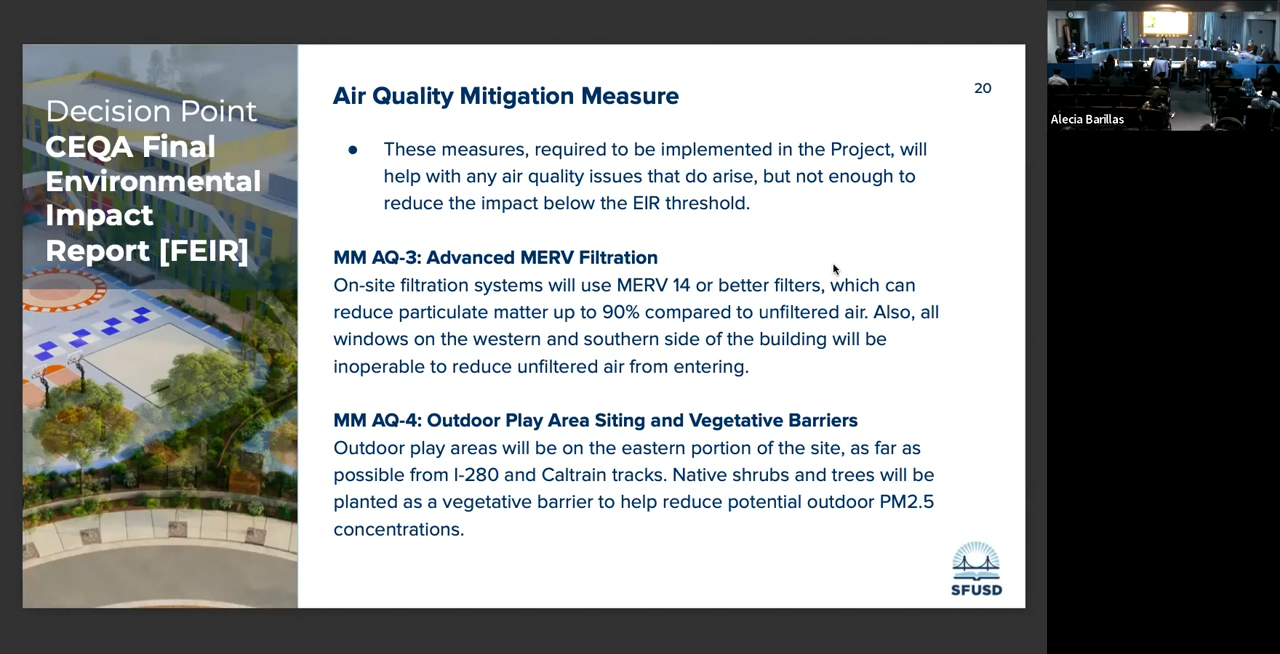 Decision Point
CEQA Final
Environmental
Impact
Report [FEIR]
Air Quality Mitigation Measure
20
● These measures, required to be implemented in the Project, will
help with any air quality issues that do arise, but not enough to
reduce the impact below the EIR threshold.
MM AQ-3: Advanced MERV Filtration
On-site filtration systems will use MERV 14 or better filters, which can
reduce particulate matter up to 90% compared to unfiltered air. Also, all
windows on the western and southern side of the building will be
inoperable to reduce unfiltered air from entering.
MM AQ-4: Outdoor Play Area Siting and Vegetative Barriers
Outdoor play areas will be on the eastern portion of the site, as far as
possible from I-280 and Caltrain tracks. Native shrubs and trees will be
planted as a vegetative barrier to help reduce potential outdoor PM2.5
concentrations.
SFUSD
Alecia Barillas